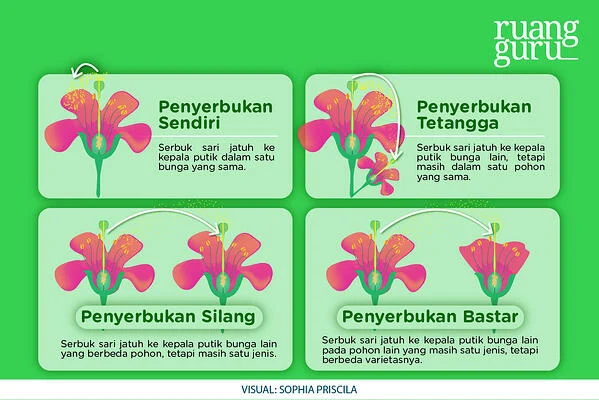 ruang
guru
Penyerbukan
Sendiri
Serbuk sari jatuh ke
kepala putik dalam satu
bunga yang sama.
Penyerbukan
Tetangga
Serbuk sari jatuh ke kepala
putik bunga lain, tetapi
masih dalam satu pohon
yang sama.
Penyerbukan Silang
Serbuk sari jatuh ke kepala putik bunga lain
yang berbeda pohon, tetapi masih satu jenis.
Penyerbukan Bastar
Serbuk sari jatuh ke kepala putik bunga lain
pada pohon lain yang masih satu jenis, tetapi
berbeda varietasnya.
VISUAL: SOPHIA PRISCILA